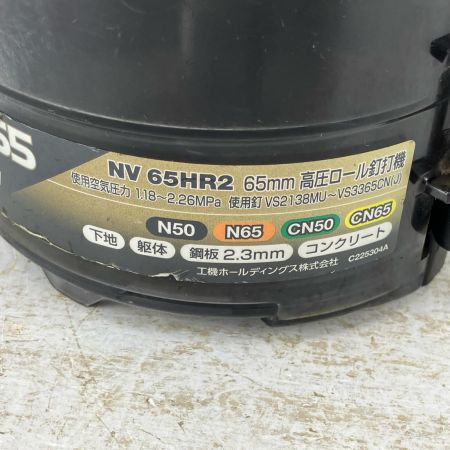 65
NV 65HR2 65mm 高圧ロール釘打機
使用空気圧力 1.18〜2.26MPa 使用釘 VS2138MU〜VS3365CN(J)
N50 N65 CN50 CN65
下地 躯体 鋼板 2.3mm コンクリート
工機ホールディングス株式会社 C225304A